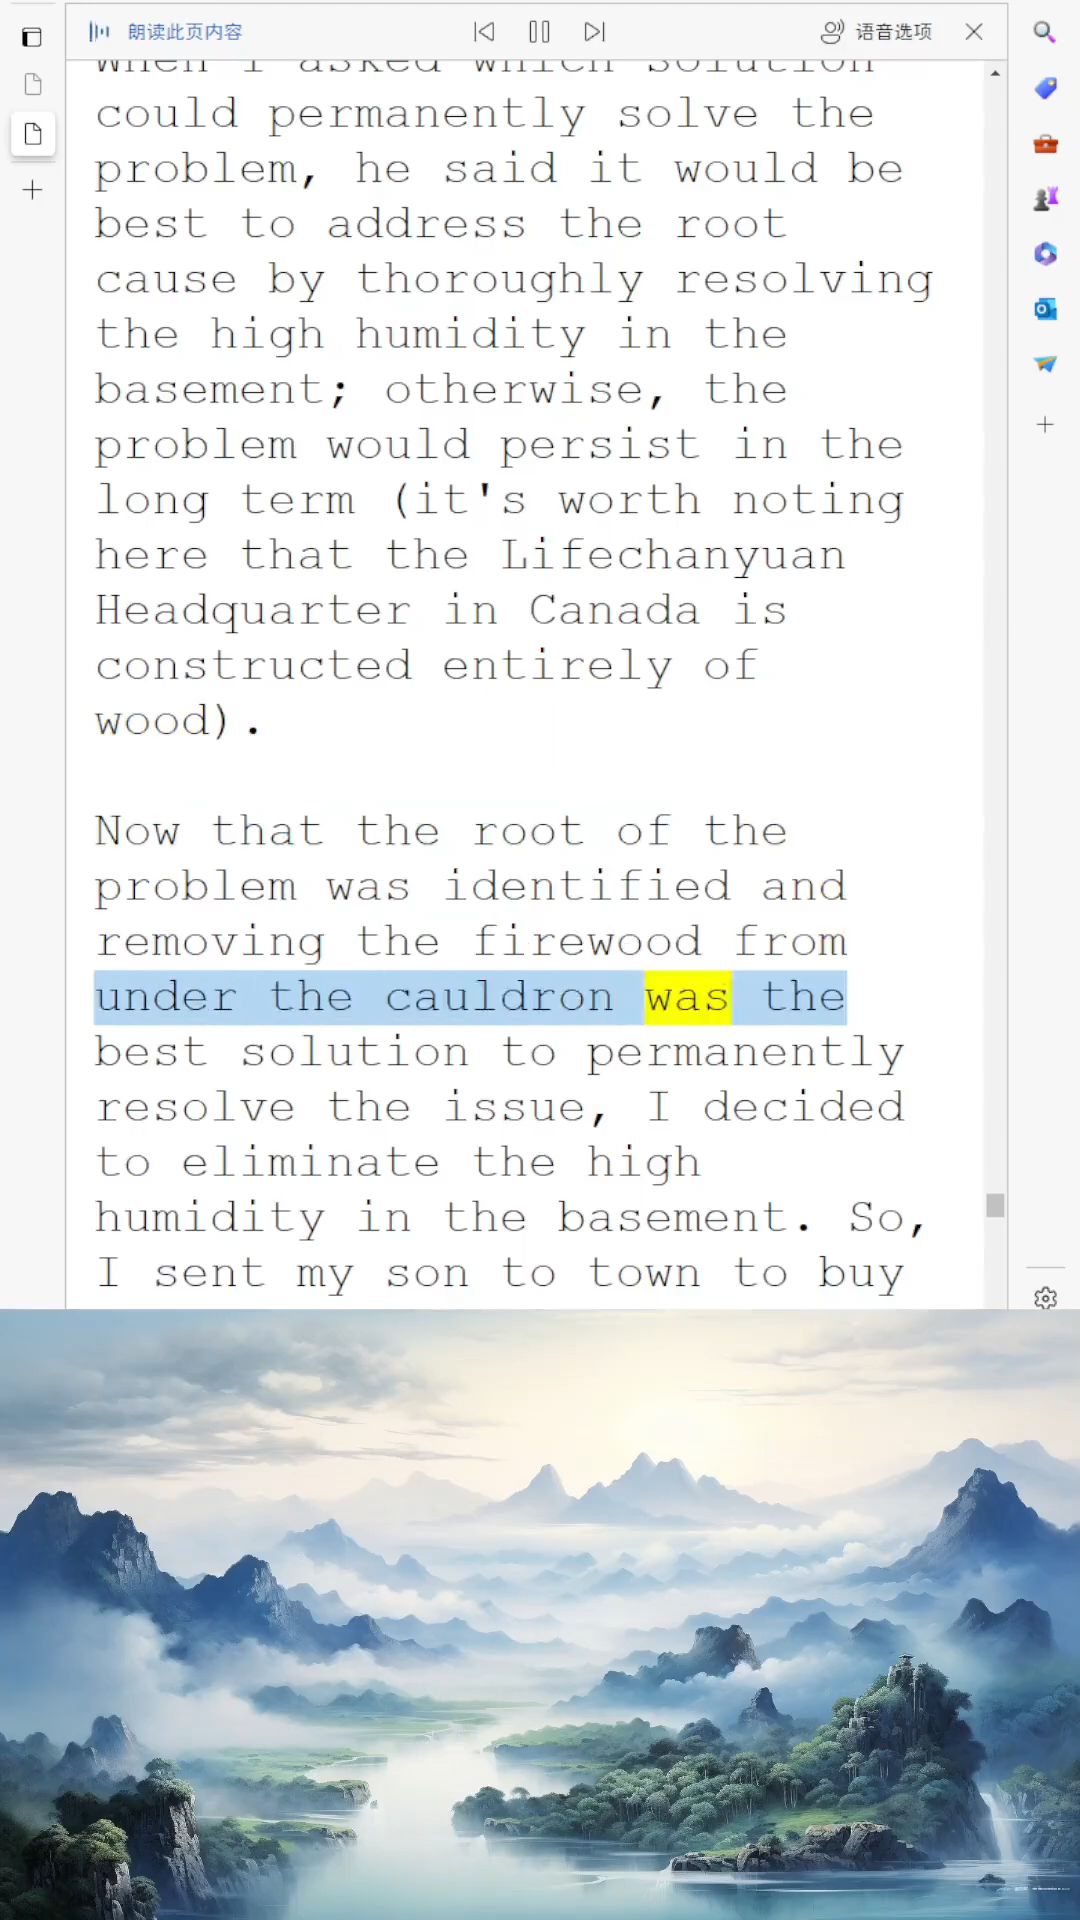 朗读此页内容
语音选项
when I asked which solution
could permanently solve the
problem, he said it would be
best to address the root
cause by thoroughly resolving
the high humidity in the
basement; otherwise, the
problem would persist in the
long term (it's worth noting
here that the Lifechanyuan
Headquarter in Canada is
constructed entirely of
wood).
Now that the root of the
problem was identified and
removing the firewood from
under the cauldron was the
best solution to permanently
resolve the issue, I decided
to eliminate the high
humidity in the basement. So,
I sent my son to town to buy